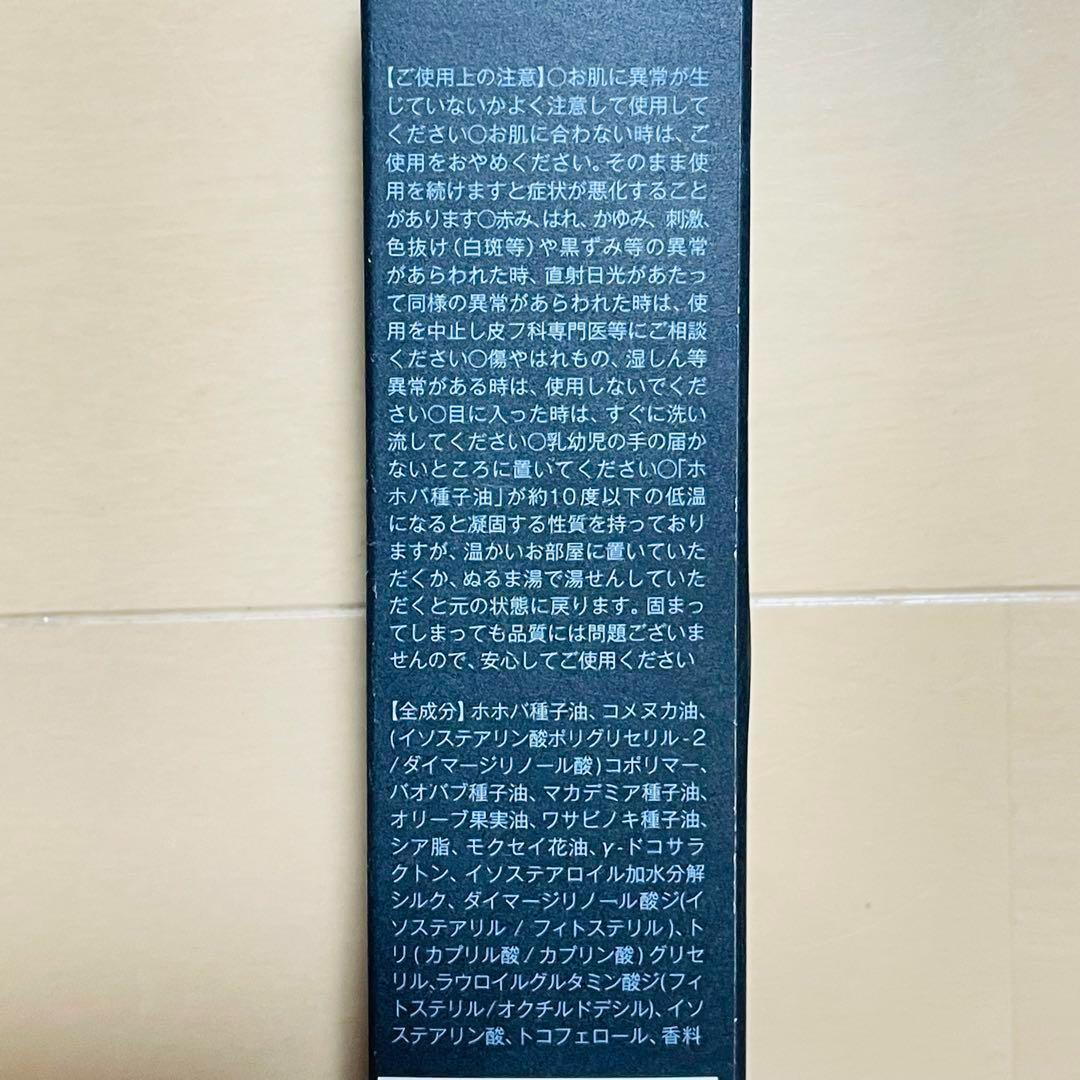 【ご使用上の注意】○お肌に異常が生
じていないかよく注意して使用して
ください○お肌に合わない時は、ご
使用をおやめください。そのまま使
用を続けますと症状が悪化すること
があります○赤み、はれ、かゆみ、刺激、
色抜け(白斑等)や黒ずみ等の異常
があらわれた時、直射日光があたっ
て同様の異常があらわれた時は、使
用を中止し皮フ科専門医等にご相談
ください○傷やはれもの、湿しん等
異常がある時は、使用しないでくだ
さい○目に入った時は、すぐに洗い
流してください○乳幼児の手の届か
ないところに置いてください○「ホ
ホバ種子油」が約10度以下の低温
になると凝固する性質を持っており
ますが、温かいお部屋に置いていた
だくか、ぬるま湯で湯せんしていた
だくと元の状態に戻ります。固まっ
てしまっても品質には問題ございま
せんので、安心してご使用ください
【全成分】ホホバ種子油、コメヌカ油、
(イソステアリン酸ポリグリセリル-2
/ダイマージリノール酸)コポリマー、
バオバブ種子油、マカデミア種子油、
オリーブ果実油、ワサビノキ種子油、
シア脂、モクセイ花油、γ-ドコサラ
クトン、イソステアロイル加水分解
シルク、ダイマージリノール酸ジ(イ
ソステアリル/フィトステリル)、ト
リ(カプリル酸/カプリン酸)グリセ
リル、ラウロイルグルタミン酸ジ(フィ
トステリル/オクチルドデシル)、イソ
ステアリン酸、トコフェロール、香料